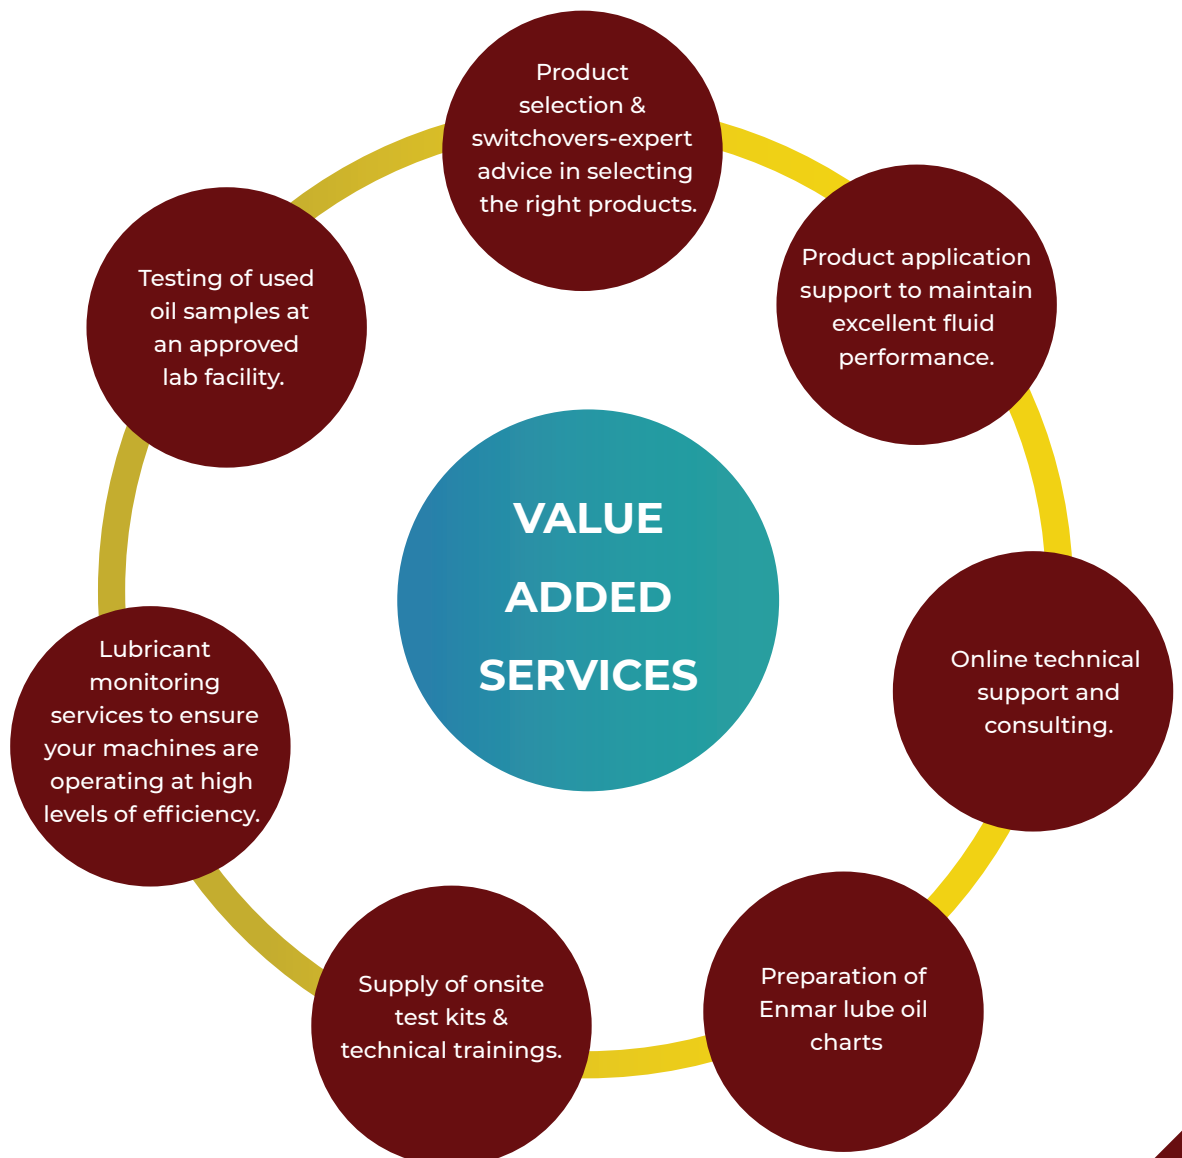 Product
selection &
switchovers-expert
advice in selecting
the right products.
Product application
support to maintain
excellent fluid
performance.
Online technical
support and
consulting.
Preparation of
Enmar lube oil
charts
Supply of onsite
test kits &
technical trainings.
Lubricant
monitoring
services to ensure
your machines are
operating at high
levels of efficiency.
Testing of used
oil samples at
an approved
lab facility.
VALUE
ADDED
SERVICES